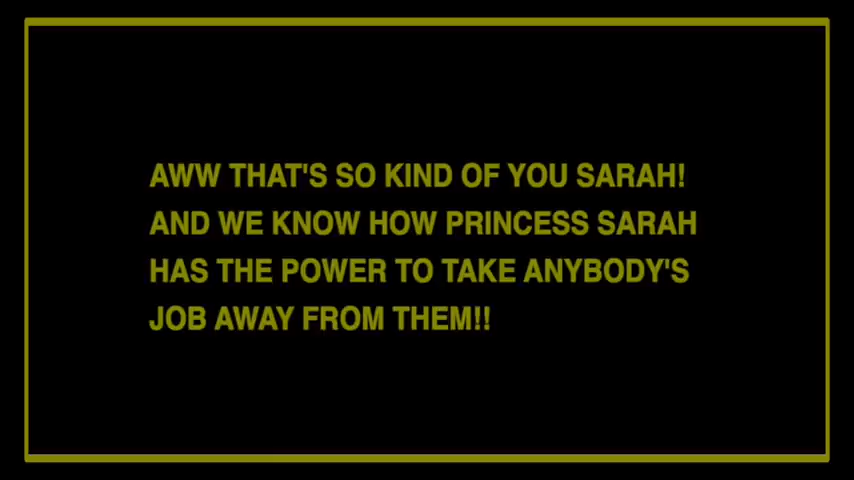 AWW THAT'S SO KIND OF YOU SARAH!
AND WE KNOW HOW PRINCESS SARAH
HAS THE POWER TO TAKE ANYBODY'S
JOB AWAY FROM THEM!!